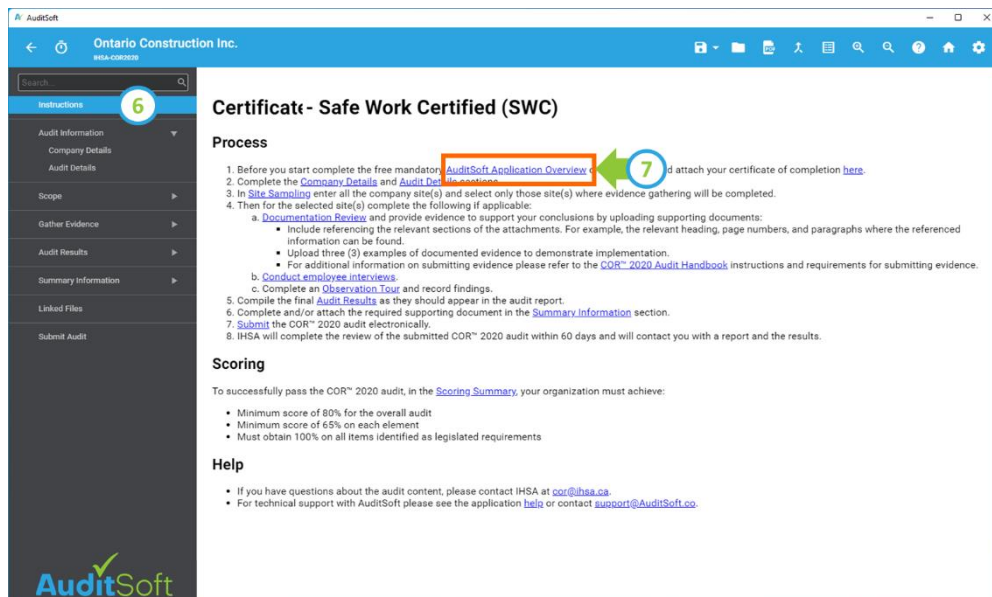 AuditSoft
Ontario Construction Inc.
IHSA-COR2020
Search...
Instructions
6
Audit Information
Company Details
Audit Details
Scope
Gather Evidence
Audit Results
Summary Information
Linked Files
Submit Audit
AuditSoft
Certificate - Safe Work Certified (SWC)
Process
1. Before you start complete the free mandatory AuditSoft Application Overview 7 d attach your certificate of completion here.
2. Complete the Company Details and Audit Details sections.
3. In Site Sampling enter all the company site(s) and select only those site(s) where evidence gathering will be completed.
4. Then for the selected site(s) complete the following if applicable:
a. Documentation Review and provide evidence to support your conclusions by uploading supporting documents:
▪ Include referencing the relevant sections of the attachments. For example, the relevant heading, page numbers, and paragraphs where the referenced
information can be found.
▪ Upload three (3) examples of documented evidence to demonstrate implementation.
▪ For additional information on submitting evidence please refer to the COR™ 2020 Audit Handbook instructions and requirements for submitting evidence.
b. Conduct employee interviews.
c. Complete an Observation Tour and record findings.
5. Compile the final Audit Results as they should appear in the audit report.
6. Complete and/or attach the required supporting document in the Summary Information section.
7. Submit the COR™ 2020 audit electronically.
8. IHSA will complete the review of the submitted COR™ 2020 audit within 60 days and will contact you with a report and the results.
Scoring
To successfully pass the COR™ 2020 audit, in the Scoring Summary, your organization must achieve:
• Minimum score of 80% for the overall audit
• Minimum score of 65% on each element
• Must obtain 100% on all items identified as legislated requirements
Help
• If you have questions about the audit content, please contact IHSA at cor@ihsa.ca.
• For technical support with AuditSoft please see the application help or contact support@AuditSoft.co.